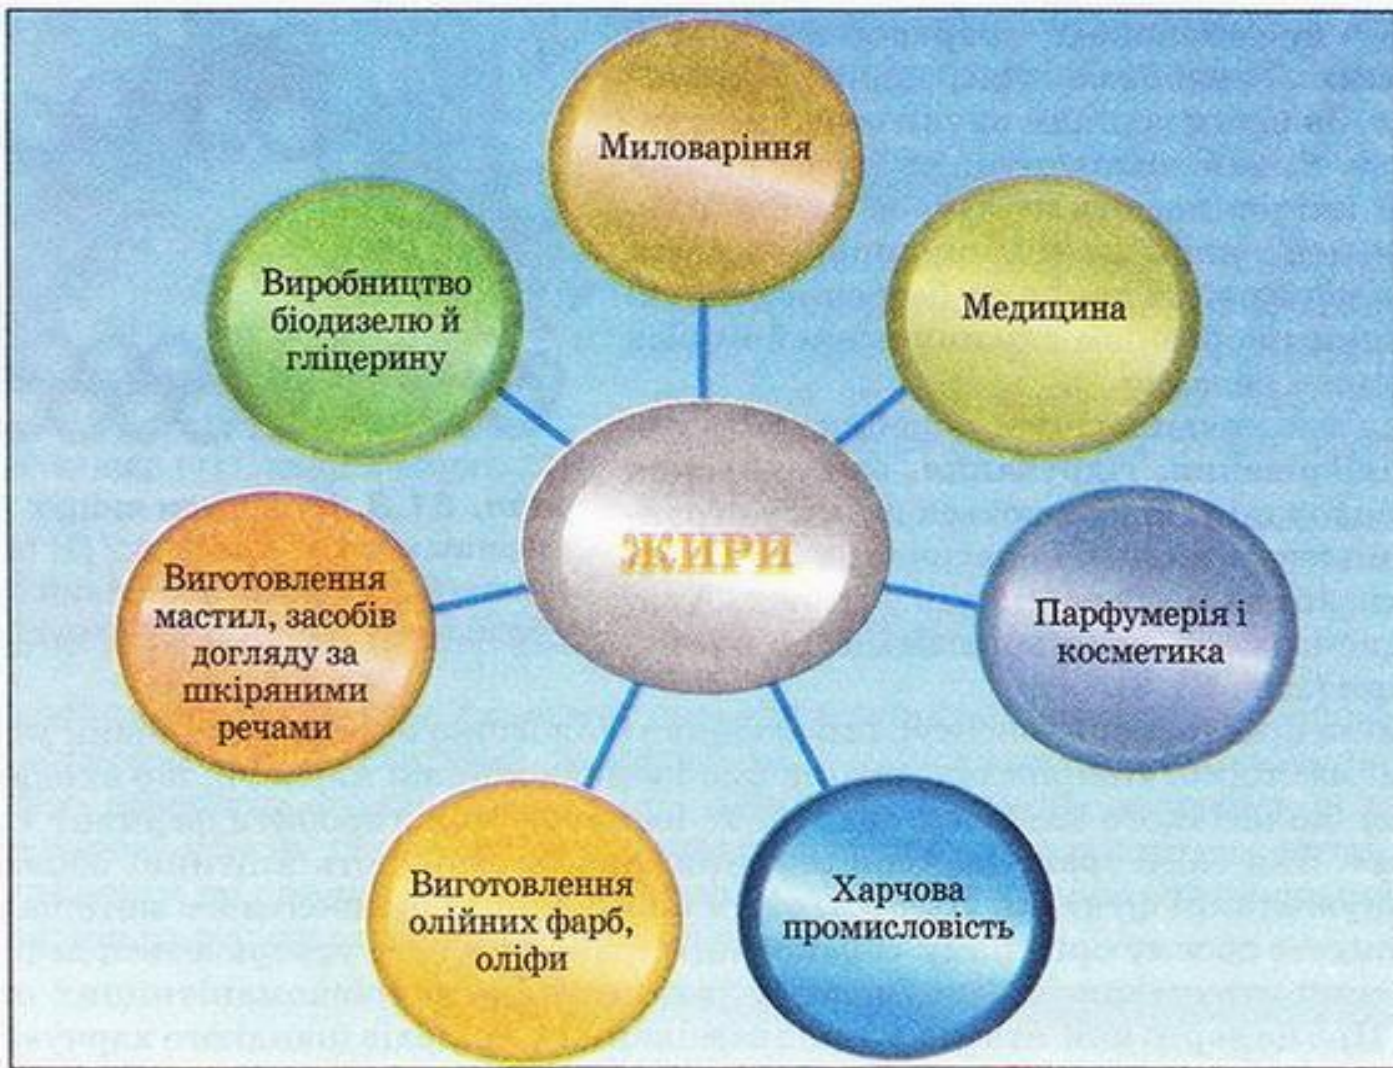 Миловаріння
Медицина
Парфумерія і
косметика
Харчова
промисловість
Виготовлення
олійних фарб,
оліфи
Виготовлення
мастил, засобів
догляду за
шкіряними
речами
Виробництво
біодизелю й
гліцерину
ЖИРИ